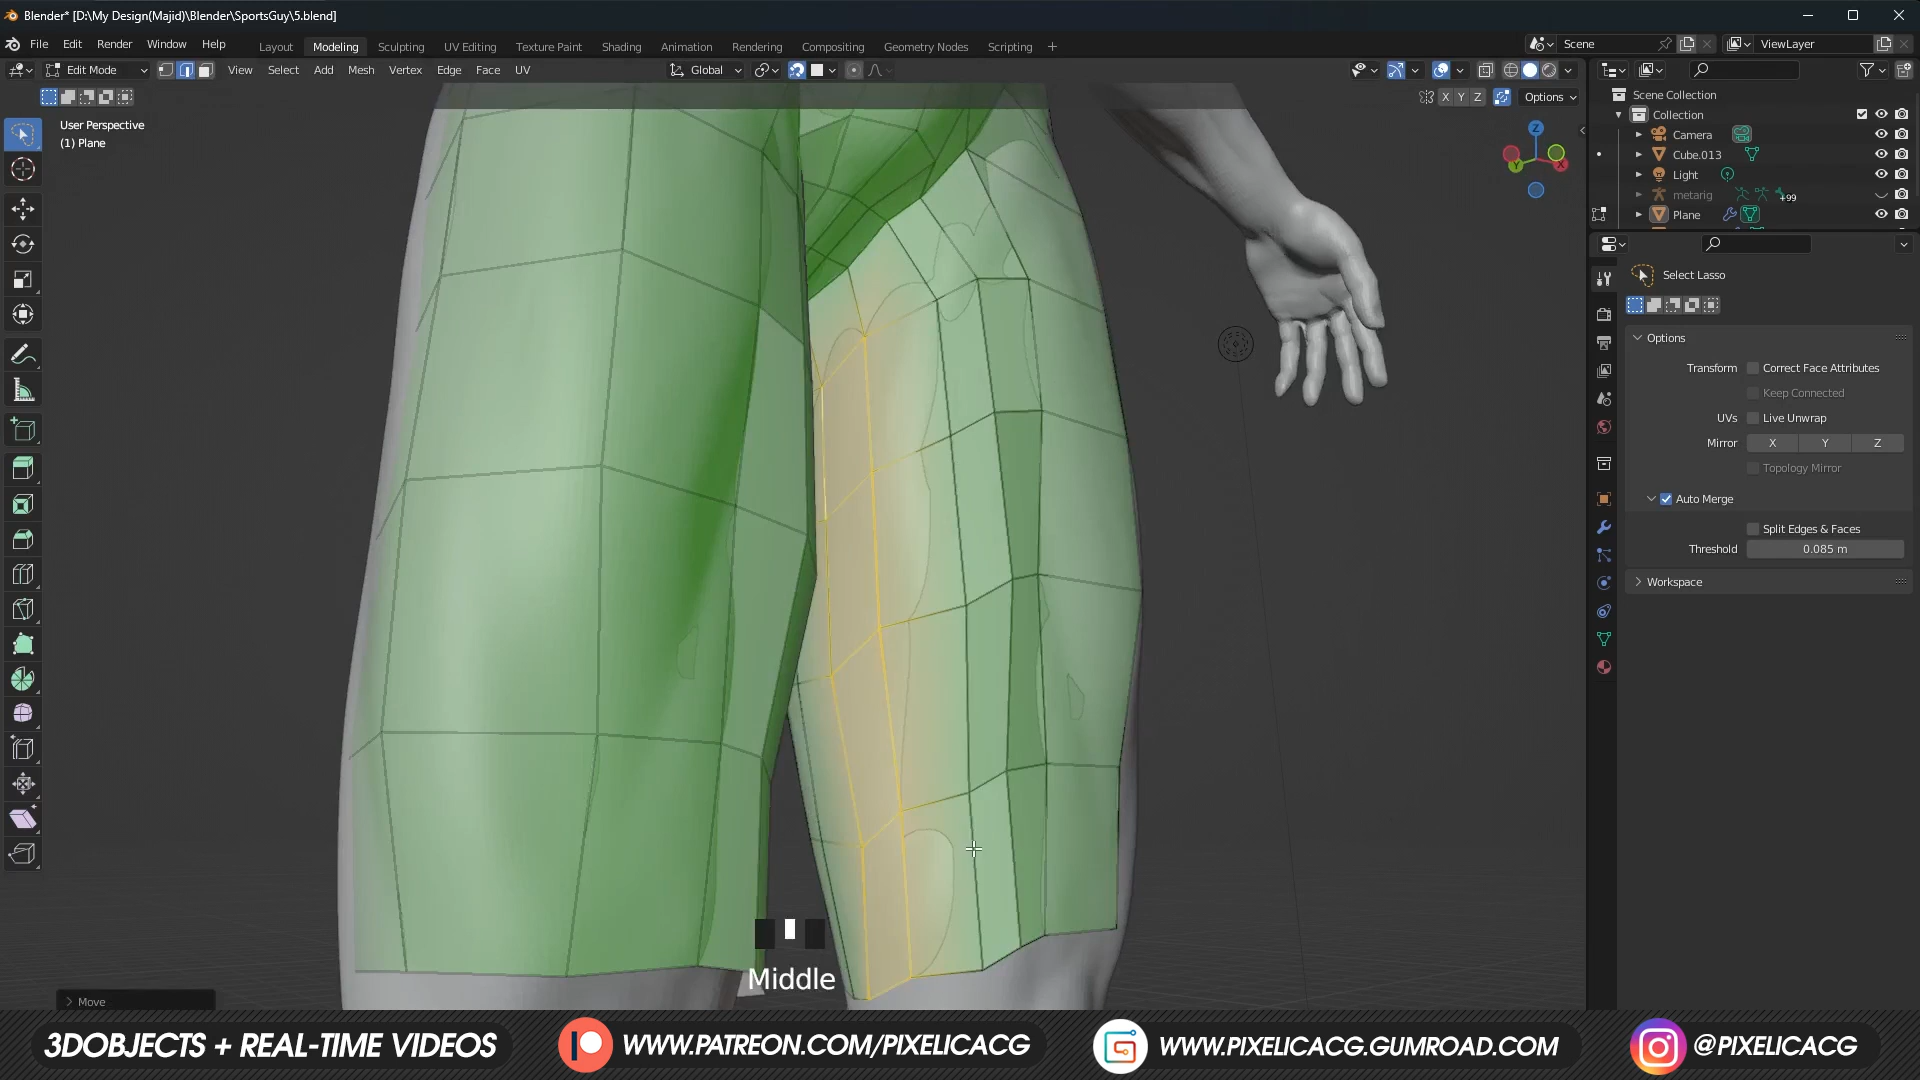 Blender* [D:\My Design(Majid)\Blender\SportsGuy\5.blend]
File Edit Render Window Help
Layout Modeling Sculpting UV Editing Texture Paint Shading Animation Rendering Compositing Geometry Nodes Scripting +
Scene
ViewLayer
Edit Mode
View Select Add Mesh Vertex Edge Face UV
Global
X Y Z
Options
User Perspective
(1) Plane
Z
X
Y
Scene Collection
Collection
Camera
Cube.013
Light
metarig
+99
Plane
Select Lasso
Options
Transform Correct Face Attributes
Keep Connected
UVs Live Unwrap
Mirror X Y Z
Topology Mirror
Auto Merge
Split Edges & Faces
Threshold 0.085 m
Workspace
Middle
Move
3DOBJECTS + REAL-TIME VIDEOS
WWW.PATREON.COM/PIXELICACG
WWW.PIXELICACG.GUMROAD.COM
@PIXELICACG